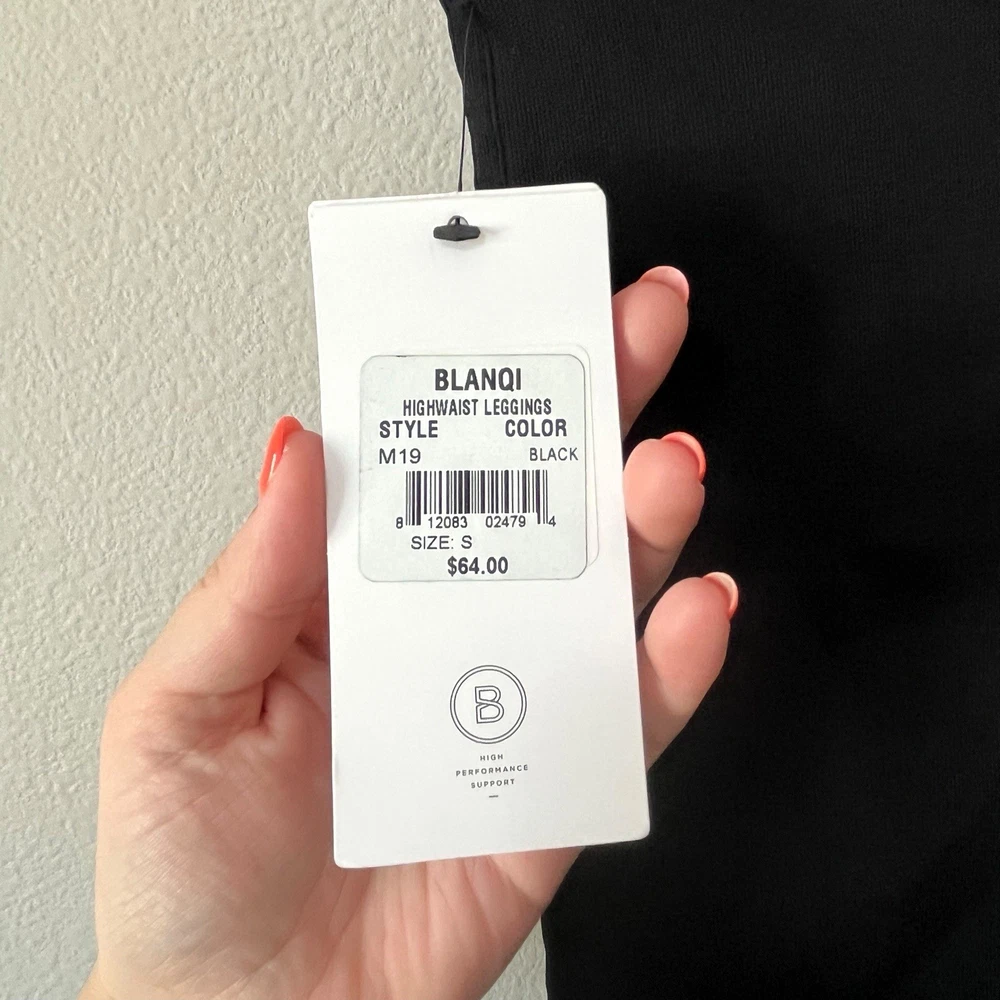 BLANQI
HIGHWAIST LEGGINGS
STYLE COLOR
M19 BLACK
8 12083 02479 4
SIZE: S
$64.00
B
HIGH
PERFORMANCE
SUPPORT